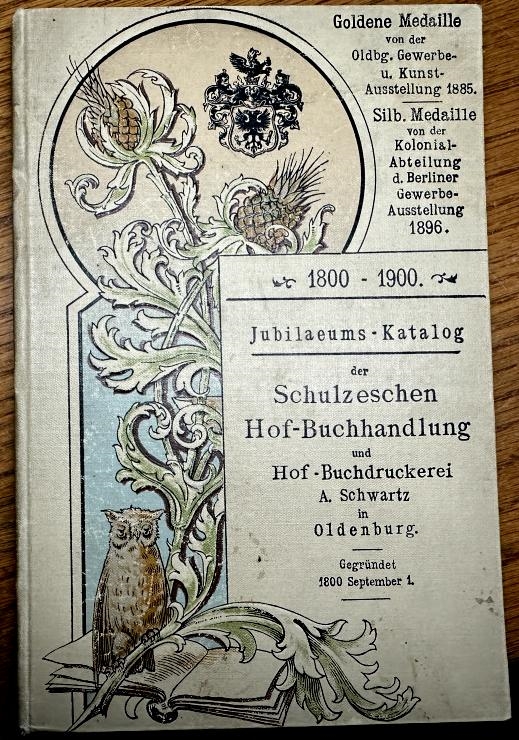 Goldene Medaille
von der
Oldbg. Gewerbe-
u. Kunst-
Ausstellung 1885.
Silb. Medaille
von der
Kolonial-
Abteilung
d. Berliner
Gewerbe-
Ausstellung
1896.
1800 - 1900.
Jubilaeums-Katalog
der
Schulzeschen
Hof-Buchhandlung
und
Hof-Buchdruckerei
A. Schwartz
in
Oldenburg.
Gegründet
1800 September 1.